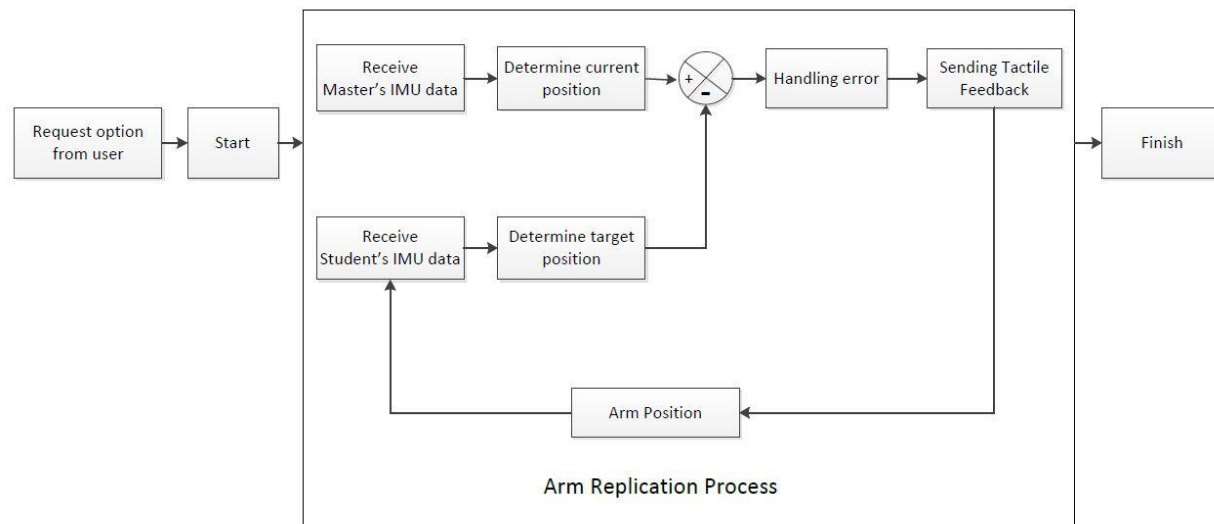 Request option
from user
Start
Receive
Master's IMU data
Determine current
position
+
-
Handling error
Sending Tactile
Feedback
Receive
Student's IMU data
Determine target
position
Arm Position
Arm Replication Process
Finish